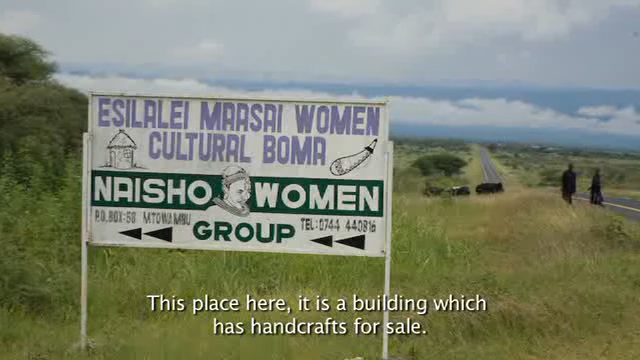 ESILALEI MAASAI WOMEN
CULTURAL BOMA
NAISHO WOMEN
P.O.BOX:58 MTOWAMBU
TEL:0744 440816
GROUP
This place here, it is a building which
has handcrafts for sale.